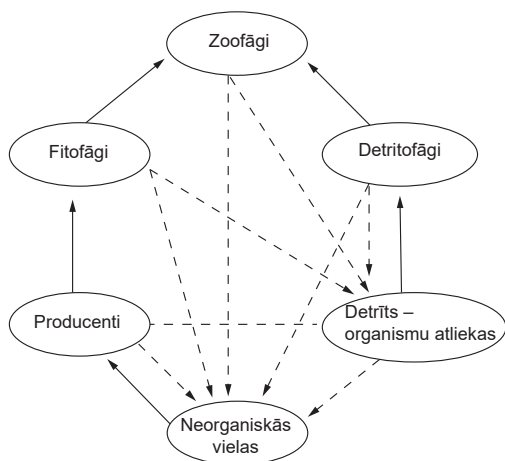 Zoofāgi
Fitofāgi
Detritofāgi
Producenti
Detrīts –
organismu atliekas
Neorganiskās
vielas